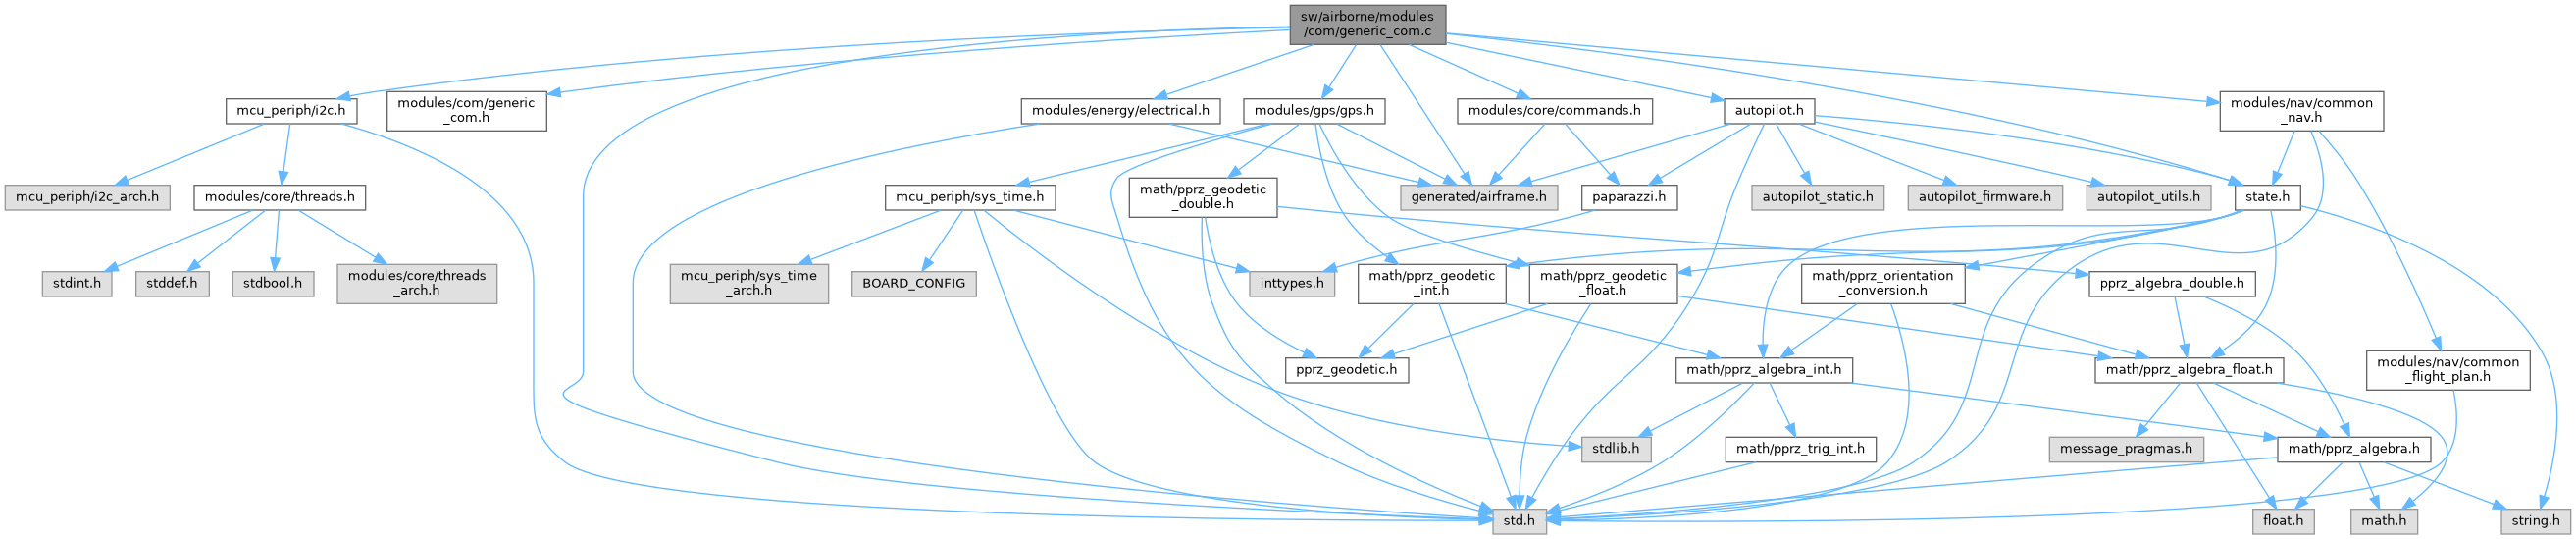 sw/airborne/modules
/com/generic_com.c
mcu_periph/i2c.h
modules/com/generic
_com.h
modules/energy/electrical.h
modules/gps/gps.h
modules/core/commands.h
autopilot.h
modules/nav/common
_nav.h
mcu_periph/i2c_arch.h
modules/core/threads.h
mcu_periph/sys_time.h
math/pprz_geodetic
_double.h
generated/airframe.h
paparazzi.h
autopilot_static.h
autopilot_firmware.h
autopilot_utils.h
state.h
stdint.h
stddef.h
stdbool.h
modules/core/threads
_arch.h
mcu_periph/sys_time
_arch.h
BOARD_CONFIG
inttypes.h
math/pprz_geodetic
_int.h
math/pprz_geodetic
_float.h
math/pprz_orientation
_conversion.h
pprz_algebra_double.h
pprz_geodetic.h
math/pprz_algebra_int.h
math/pprz_algebra_float.h
modules/nav/common
_flight_plan.h
stdlib.h
math/pprz_trig_int.h
message_pragmas.h
math/pprz_algebra.h
std.h
float.h
math.h
string.h